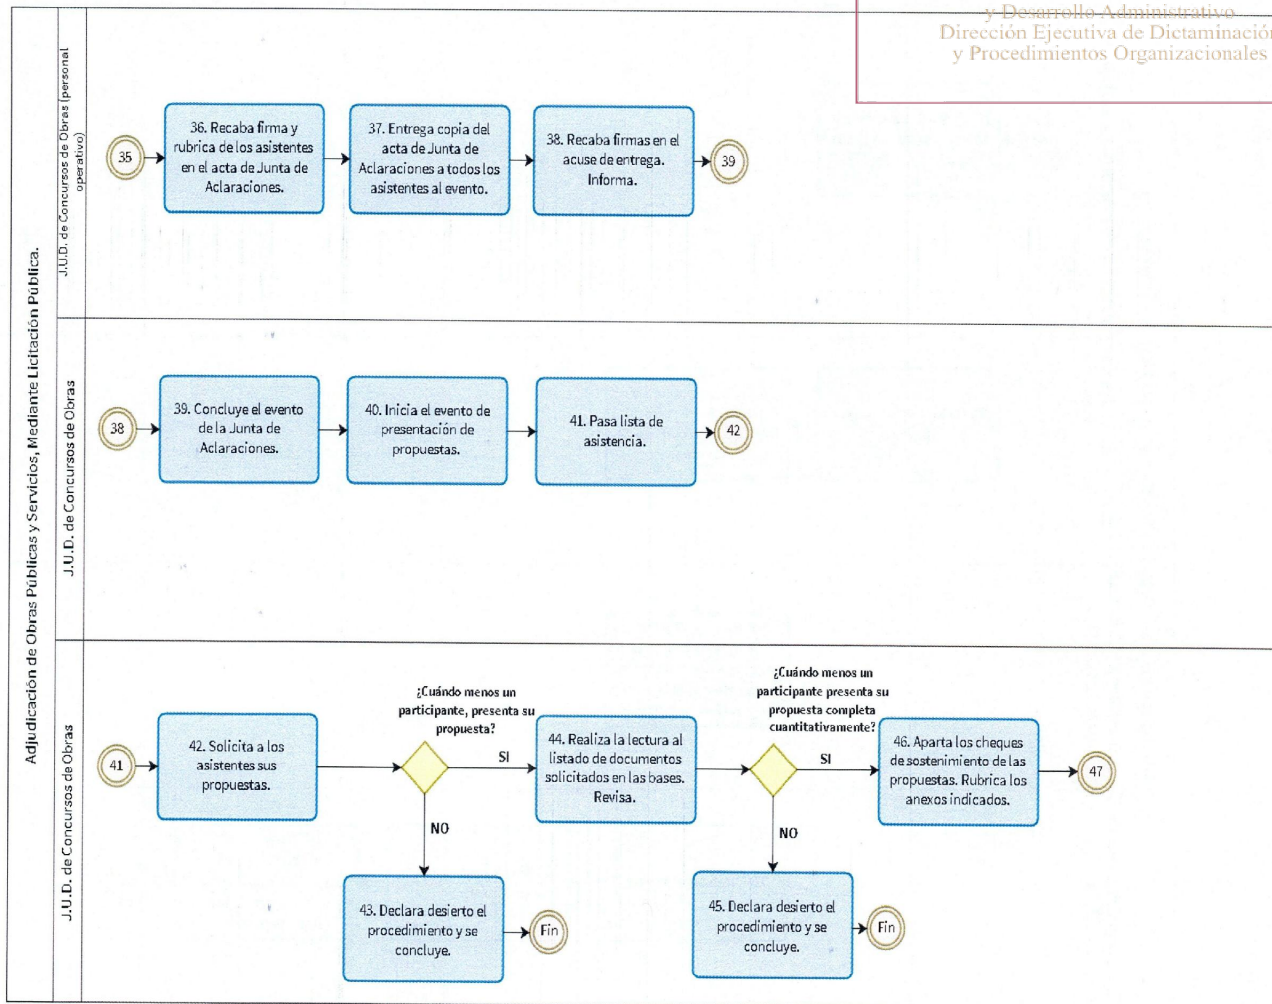 y Desarrollo Administrativo
Dirección Ejecutiva de Dictaminación
y Procedimientos Organizacionales
Adjudicación de Obras Públicas y Servicios, Mediante Licitación Pública.
J.U.D. de Concursos de Obras (personal
operativo)
35
36. Recaba firma y
rubrica de los asistentes
en el acta de Junta de
Aclaraciones.
37. Entrega copia del
acta de Junta de
Aclaraciones a todos los
asistentes al evento.
38. Recaba firmas en el
acuse de entrega.
Informa.
39
J.U.D. de Concursos de Obras
38
39. Concluye el evento
de la Junta de
Aclaraciones.
40. Inicia el evento de
presentación de
propuestas.
41. Pasa lista de
asistencia.
42
J.U.D. de Concursos de Obras
41
42. Solicita a los
asistentes sus
propuestas.
¿Cuándo menos un
participante, presenta su
propuesta?
SI
NO
43. Declara desierto el
procedimiento y se
concluye.
Fin
44. Realiza la lectura al
listado de documentos
solicitados en las bases.
Revisa.
¿Cuándo menos un
participante presenta su
propuesta completa
cuantitativamente?
SI
NO
45. Declara desierto el
procedimiento y se
concluye.
Fin
46. Aparta los cheques
de sostenimiento de las
propuestas. Rubrica los
anexos indicados.
47